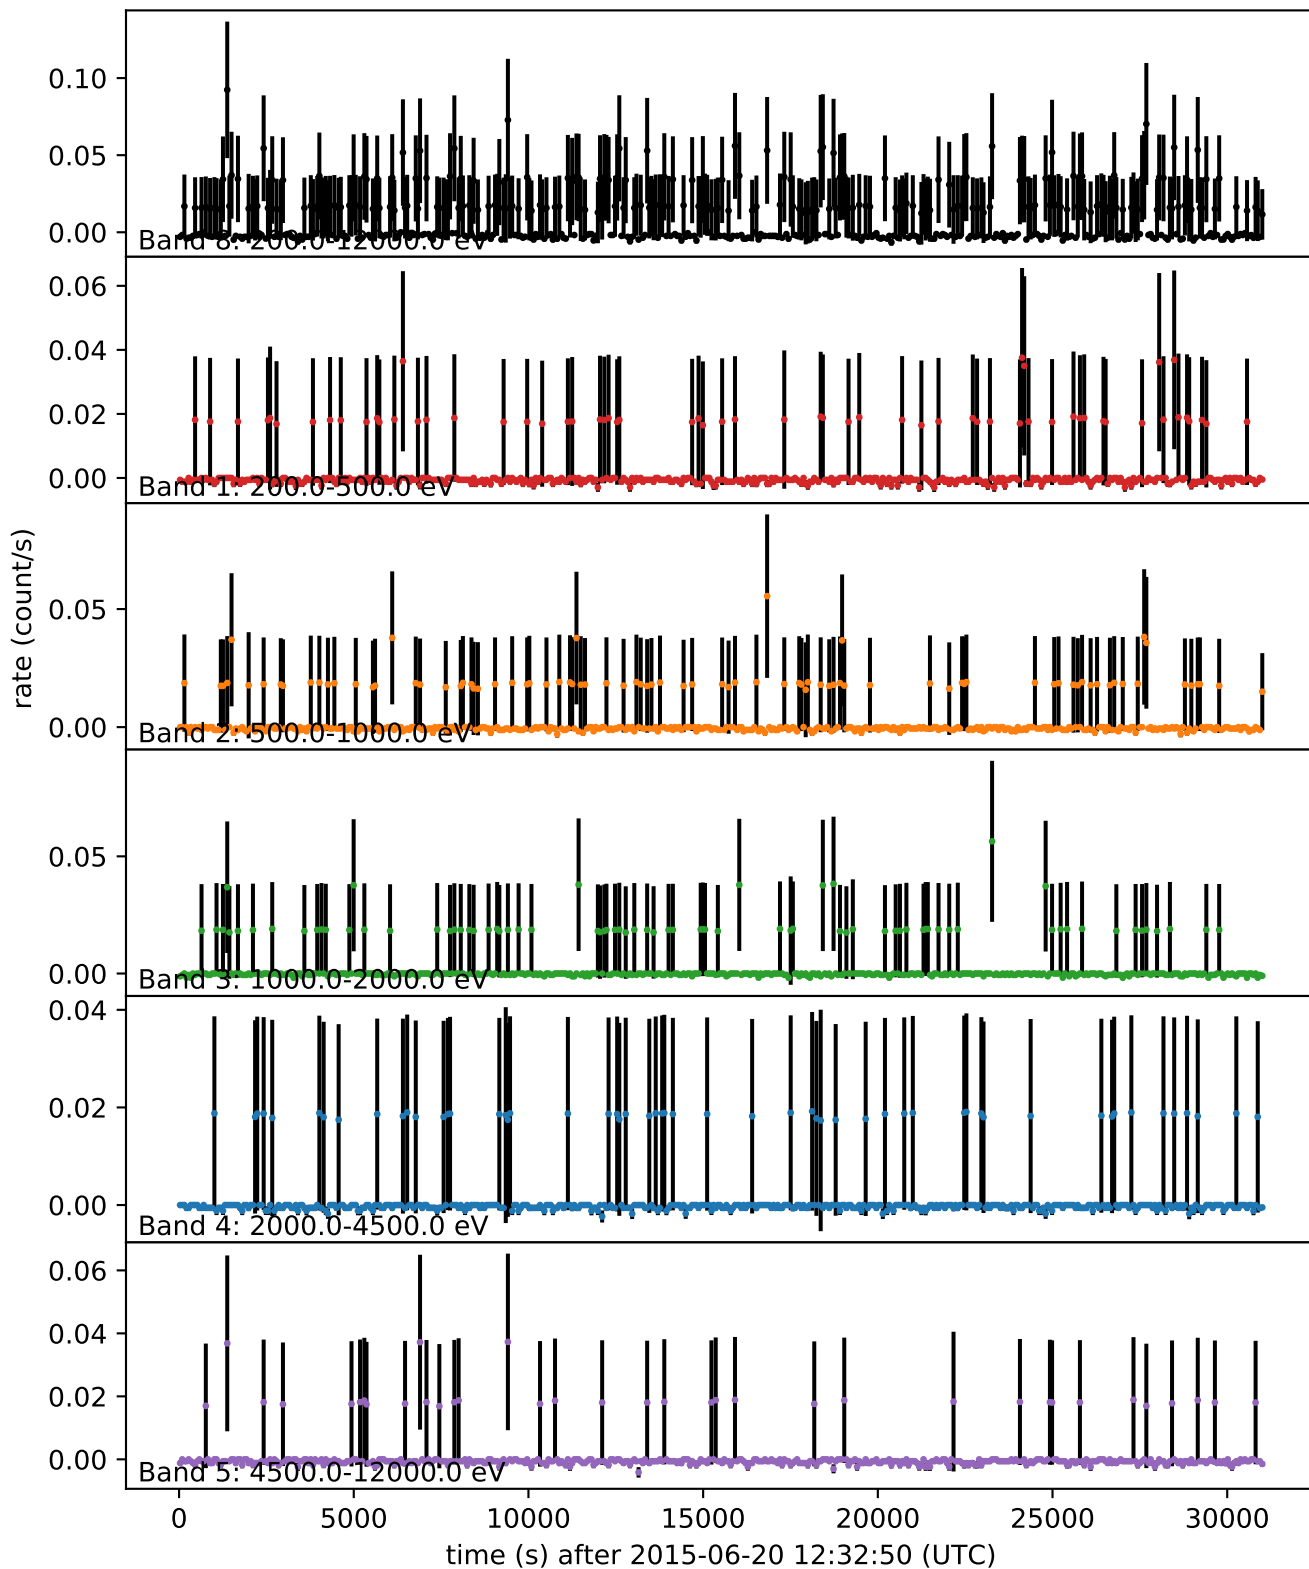 0.10
0.05
0.00
Band 8: 200.0-12000.0 eV
0.06
0.04
0.02
0.00
Band 1: 200.0-500.0 eV
rate (count/s)
0.05
0.00
Band 2: 500.0-1000.0 eV
0.05
0.00
Band 3: 1000.0-2000.0 eV
0.04
0.02
0.00
Band 4: 2000.0-4500.0 eV
0.06
0.04
0.02
0.00
Band 5: 4500.0-12000.0 eV
0 5000 10000 15000 20000 25000 30000
time (s) after 2015-06-20 12:32:50 (UTC)